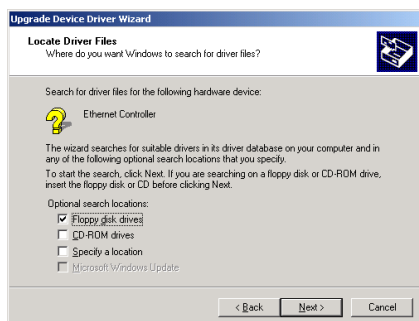 Upgrade Device Driver Wizard
Locate Driver Files
Where do you want Windows to search for driver files?
Search for driver files for the following hardware device:
Ethernet Controller
The wizard searches for suitable drivers in its driver database on your computer and in
any of the following optional search locations that you specify.
To start the search, click Next. If you are searching on a floppy disk or CD-ROM drive,
insert the floppy disk or CD before clicking Next.
Optional search locations:
Floppy disk drives
CD-ROM drives
Specify a location
Microsoft Windows Update
< Back
Next >
Cancel